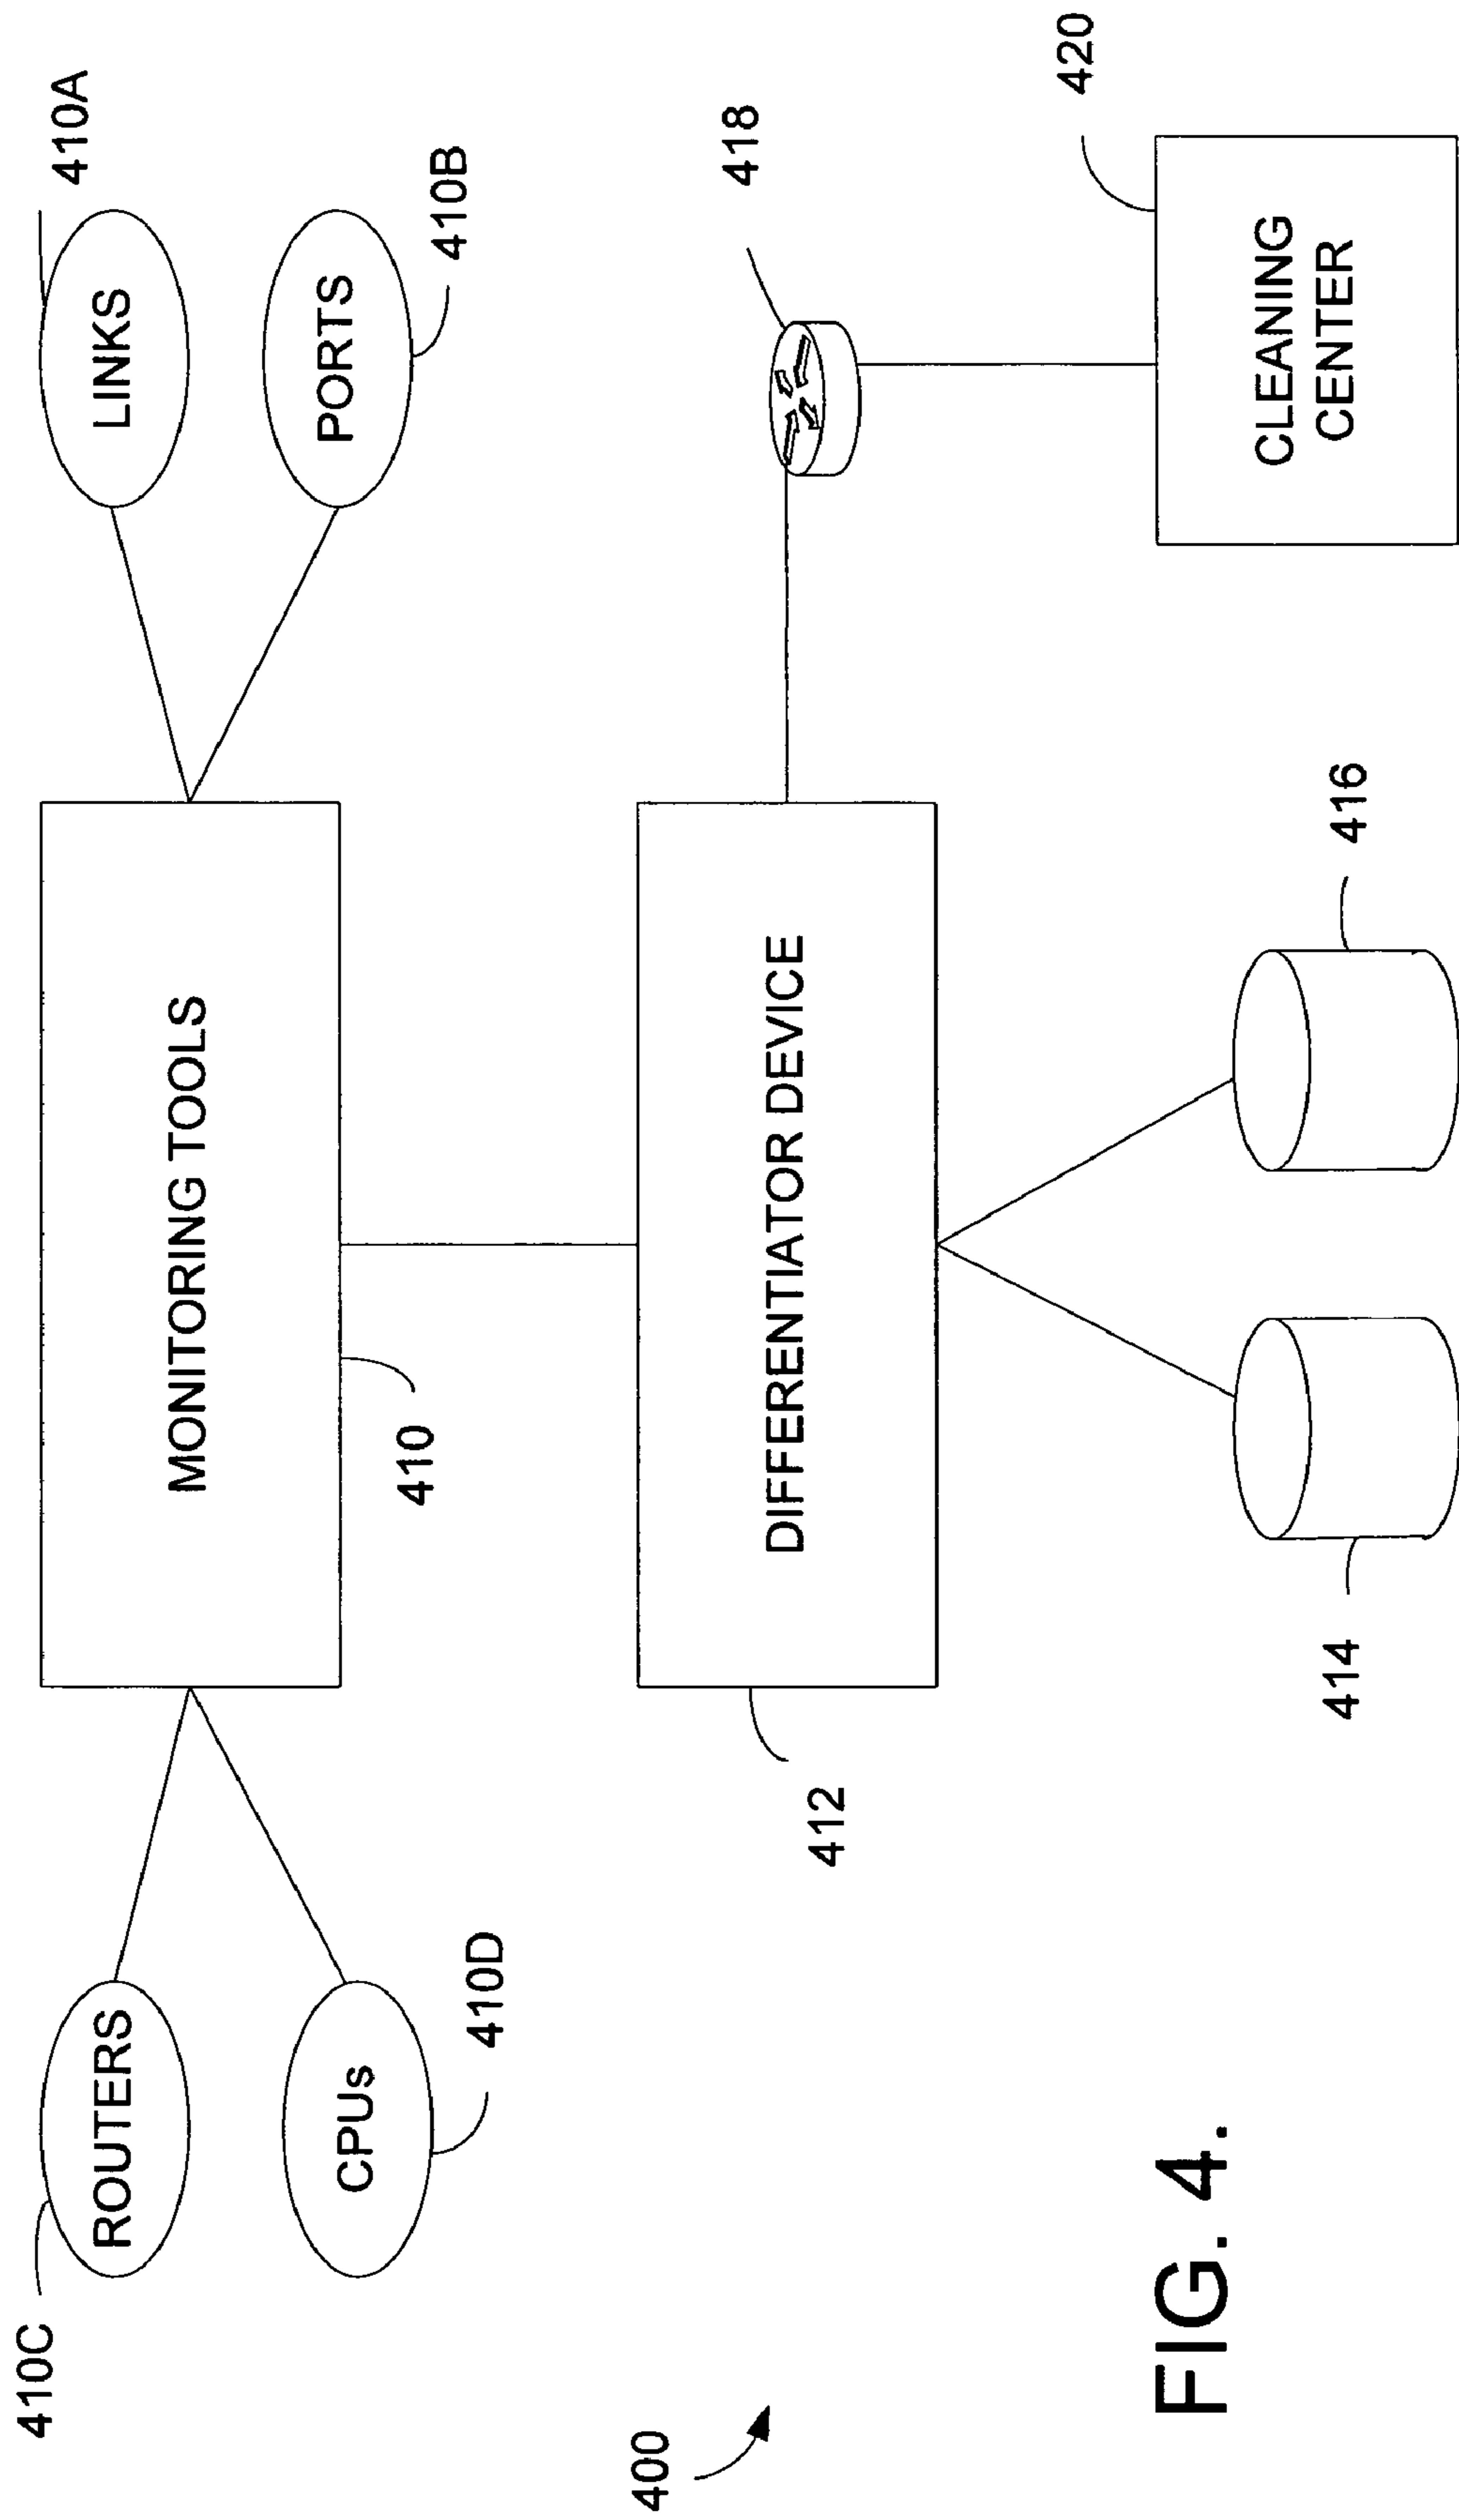 410C
ROUTERS
MONITORING TOOLS
LINKS
410A
CPUs
410D
410
PORTS
410B
400
412
DIFFERENTIATOR DEVICE
418
414
416
420
CLEANING
CENTER
FIG. 4.